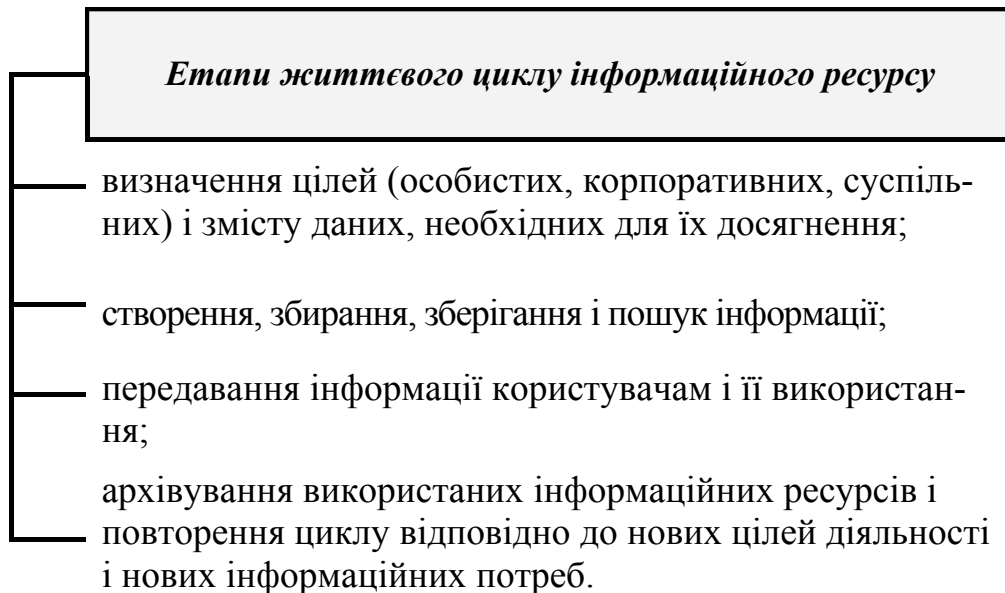 Етапи життєвого циклу інформаційного ресурсу
визначення цілей (особистих, корпоративних, суспіль-
них) і змісту даних, необхідних для їх досягнення;
створення, збирання, зберігання і пошук інформації;
передавання інформації користувачам і її використан-
ня;
архівування використаних інформаційних ресурсів і
повторення циклу відповідно до нових цілей діяльності
і нових інформаційних потреб.